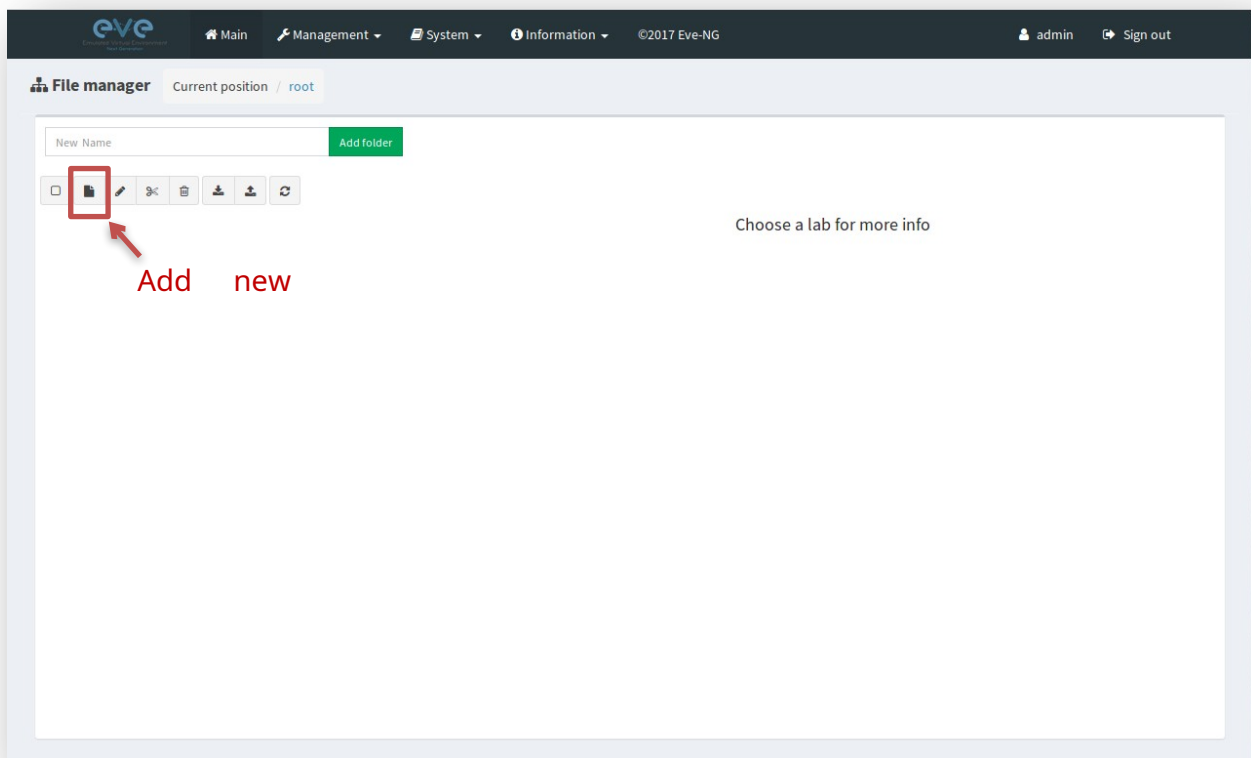 eve
Main Management System Information ©2017 Eve-NG admin Sign out
File manager Current position / root
New Name Add folder
Choose a lab for more info
Add new